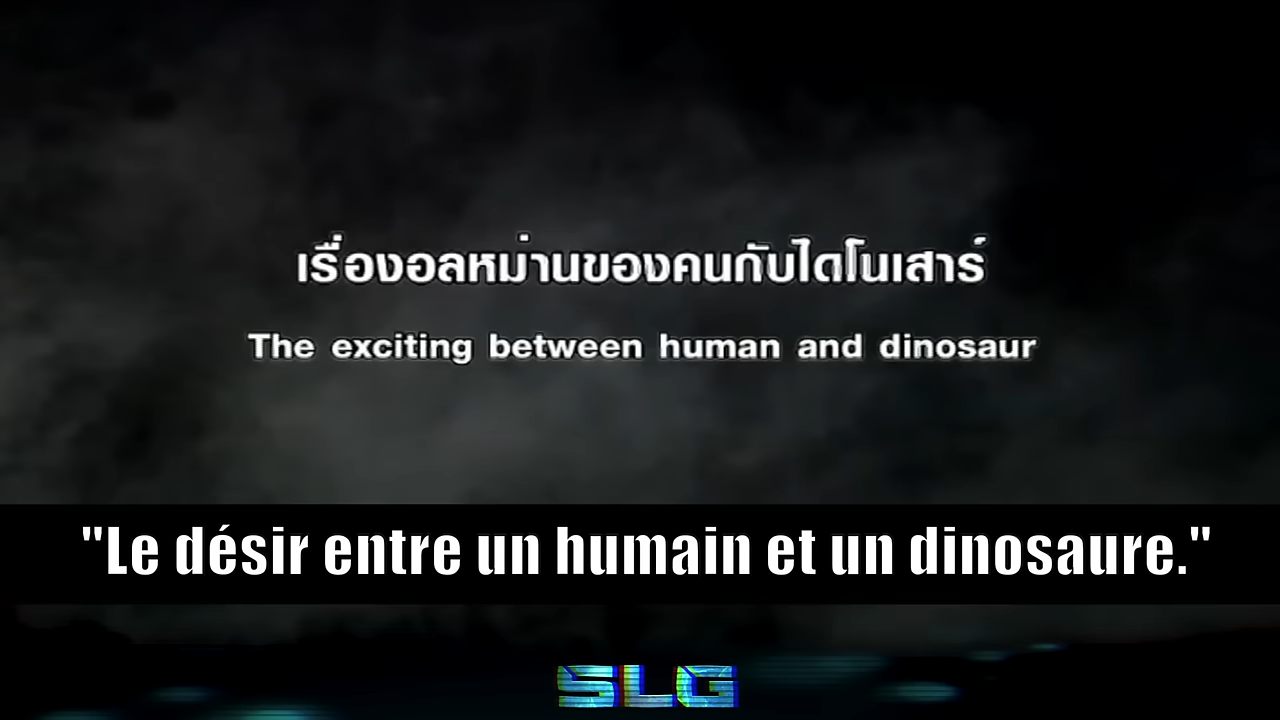 เรื่องอลหม่านของคนกับไดโนเสาร์
The exciting between human and dinosaur
"Le désir entre un humain et un dinosaure."
SLG